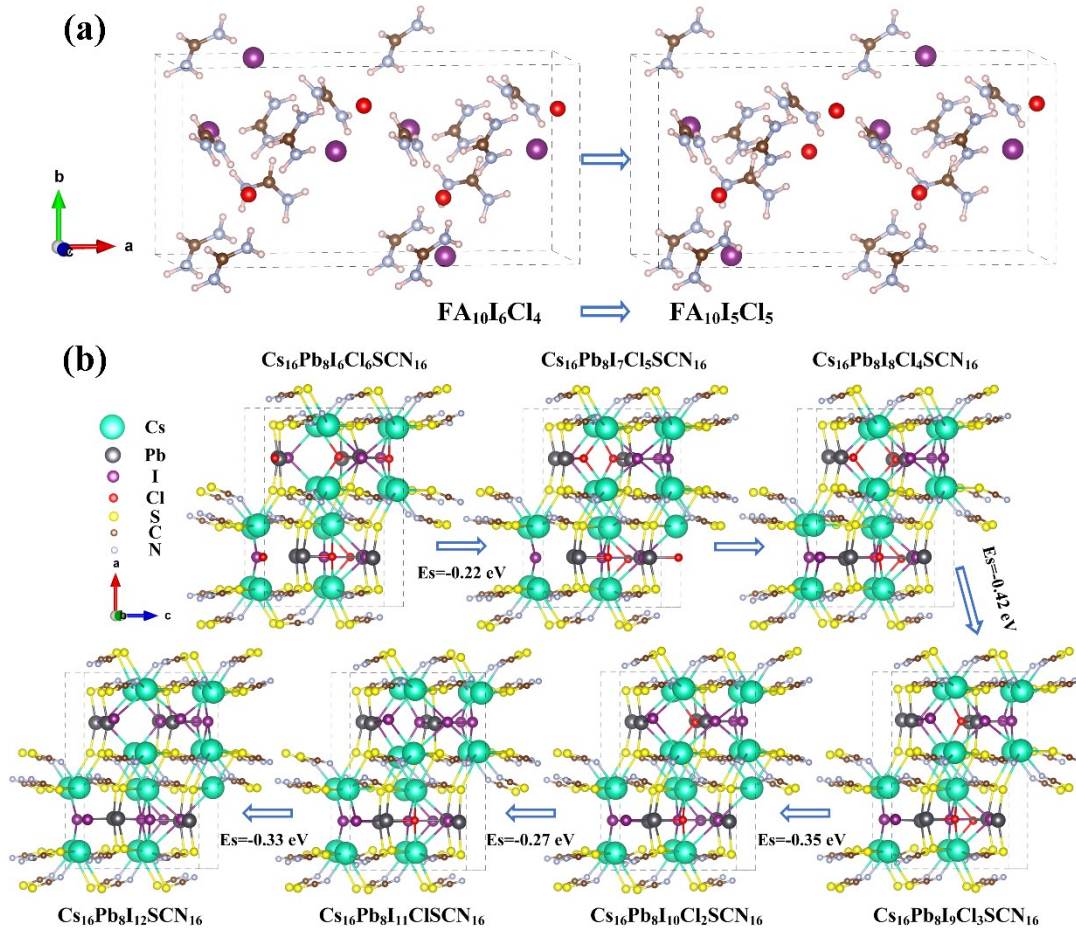 (a)
b
c
a
FA₁₀I₆Cl₄
FA₁₀I₅Cl₅
(b)
Cs₁₆Pb₈I₆Cl₆SCN₁₆
Cs₁₆Pb₈I₇Cl₅SCN₁₆
Cs₁₆Pb₈I₈Cl₄SCN₁₆
Cs
Pb
I
Cl
S
C
N
a
b
c
Es=-0.22 eV
Es=-0.42 eV
Es=-0.33 eV
Es=-0.27 eV
Es=-0.35 eV
Cs₁₆Pb₈I₁₂SCN₁₆
Cs₁₆Pb₈I₁₁ClSCN₁₆
Cs₁₆Pb₈I₁₀Cl₂SCN₁₆
Cs₁₆Pb₈I₉Cl₃SCN₁₆